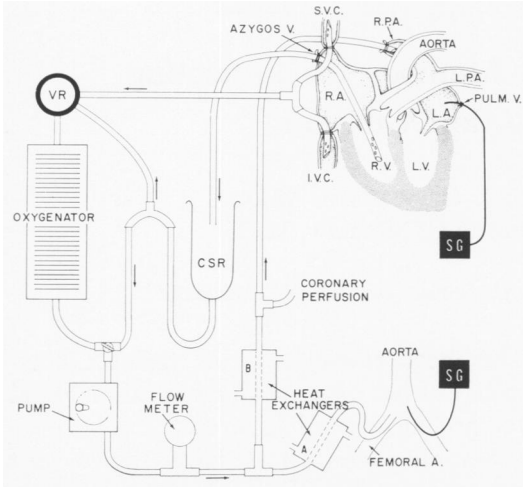 S.V.C.
AZYGOS V.
R.P.A.
AORTA
L.P.A.
VR
R.A.
L.A.
PULM. V.
I.V.C.
R.V.
L.V.
OXYGENATOR
CSR
SG
CORONARY
PERFUSION
AORTA
B
SG
HEAT
EXCHANGERS
FLOW
METER
PUMP
A
FEMORAL A.